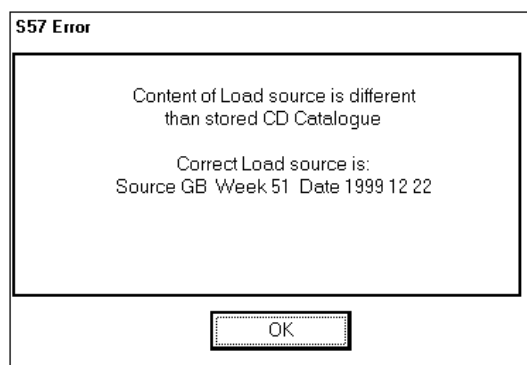 S57 Error
Content of Load source is different
than stored CD Catalogue
Correct Load source is:
Source GB Week 51 Date 1999 12 22
OK